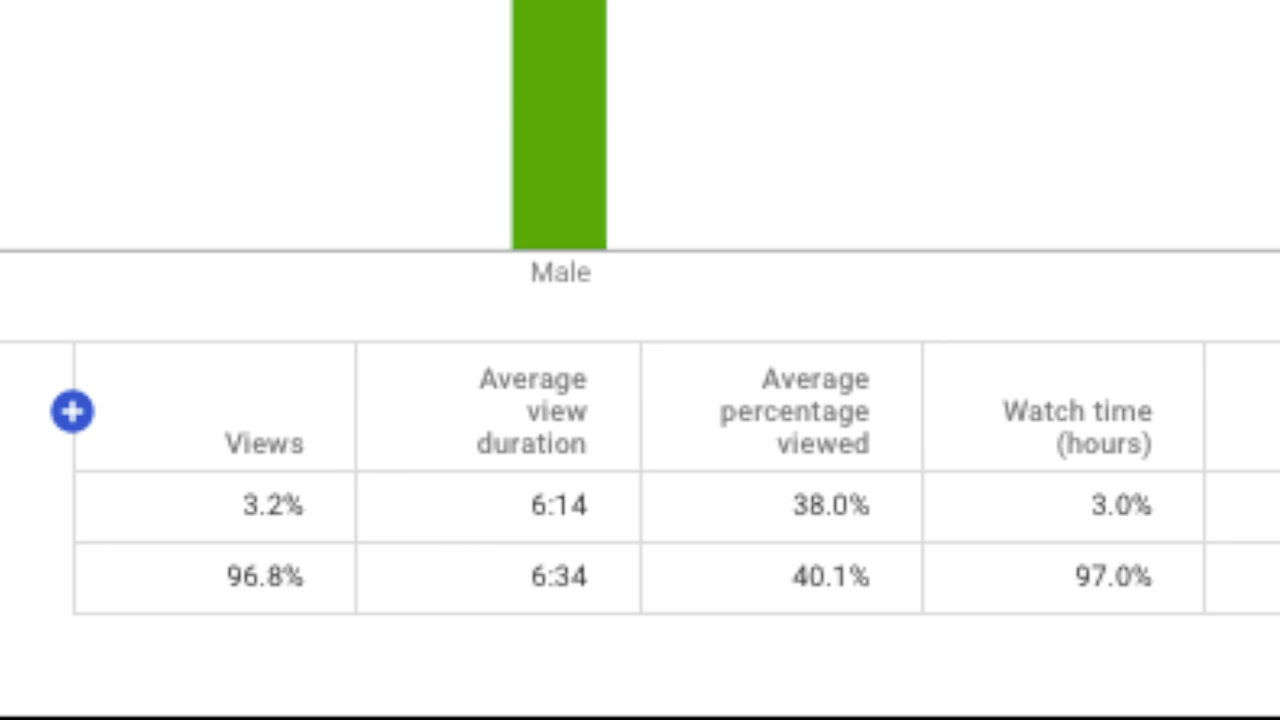 Male
Views
Average
view
duration
Average
percentage
viewed
Watch time
(hours)
3.2% 6:14 38.0% 3.0%
96.8% 6:34 40.1% 97.0%